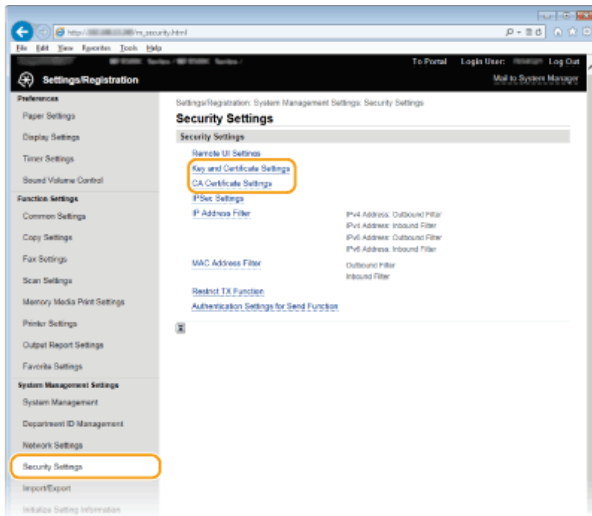 http://
m_security.html
File Edit View Favorites Tools Help
To Portal Login User: Log Out
Settings/Registration
Mail to System Manager
Preferences
Paper Settings
Display Settings
Timer Settings
Sound Volume Control
Function Settings
Common Settings
Copy Settings
Fax Settings
Scan Settings
Memory Media Print Settings
Printer Settings
Output Report Settings
Favorite Settings
System Management Settings
System Management
Department ID Management
Network Settings
Security Settings
Import/Export
Initialize Setting Information
Settings/Registration: System Management Settings: Security Settings
Security Settings
Security Settings
Remote UI Settings
Key and Certificate Settings
CA Certificate Settings
IPSec Settings
IP Address Filter
IPv4 Address: Outbound Filter
IPv4 Address: Inbound Filter
IPv6 Address: Outbound Filter
IPv6 Address: Inbound Filter
MAC Address Filter
Outbound Filter
Inbound Filter
Restrict TX Function
Authentication Settings for Send Function